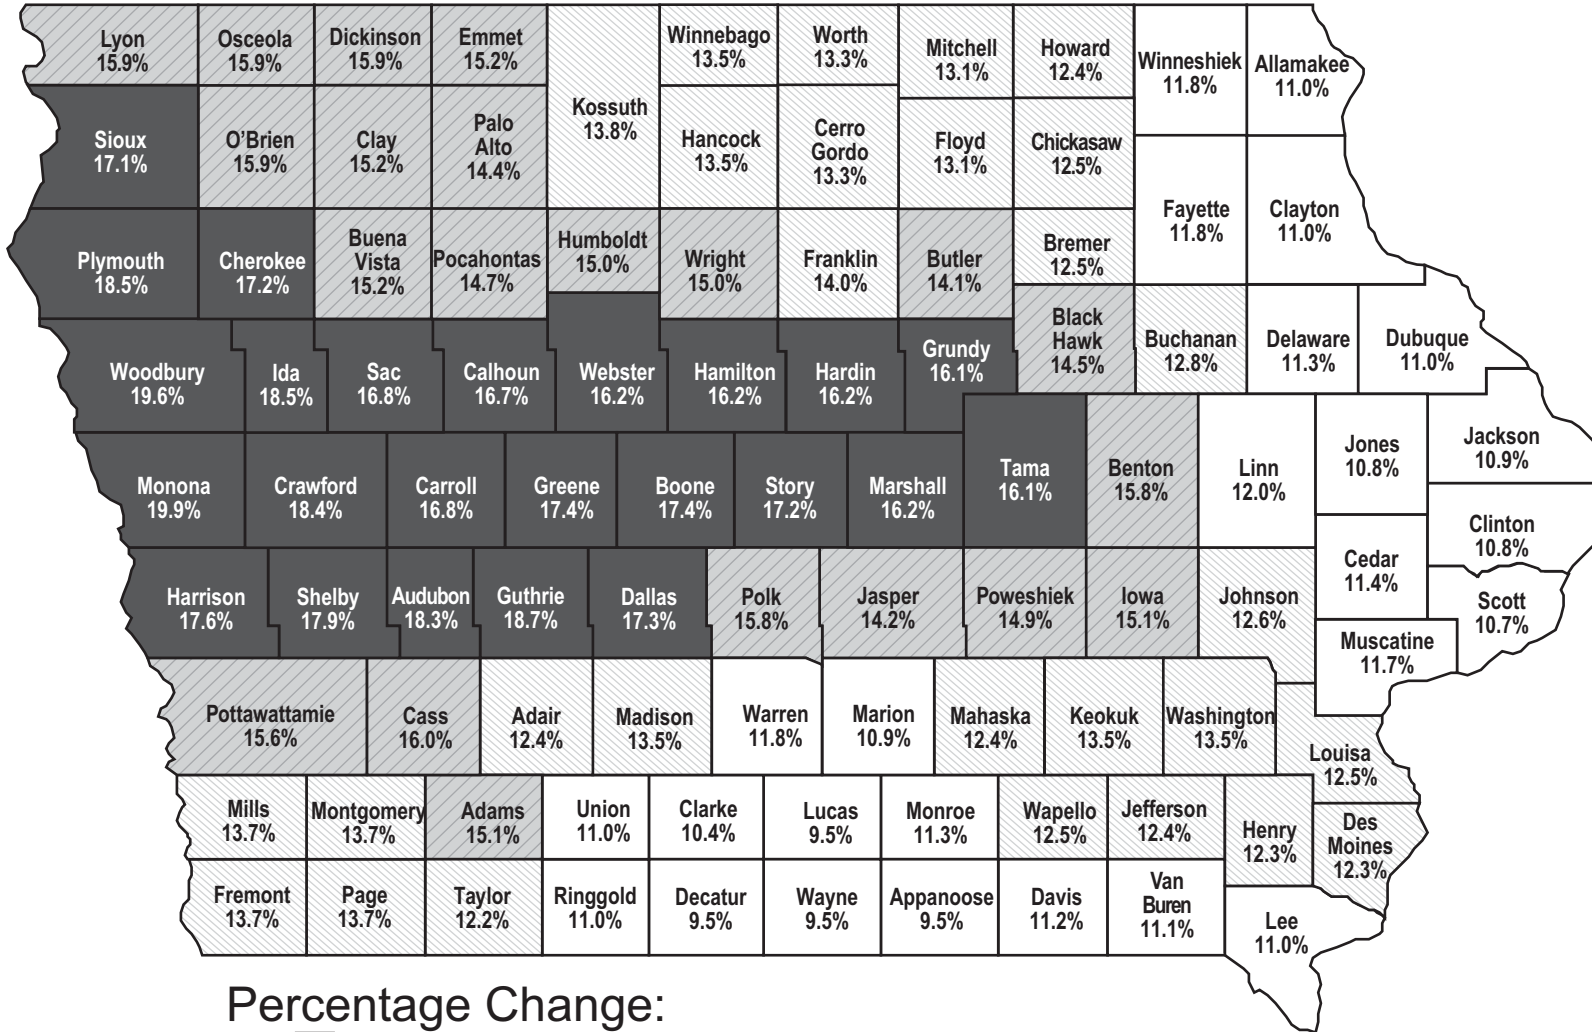 Lyon
15.9%
Osceola
15.9%
Dickinson
15.9%
Emmet
15.2%
Kossuth
13.8%
Winnebago
13.5%
Worth
13.3%
Mitchell
13.1%
Howard
12.4%
Winneshiek
11.8%
Allamakee
11.0%
Sioux
17.1%
O'Brien
15.9%
Clay
15.2%
Palo
Alto
14.4%
Hancock
13.5%
Cerro
Gordo
13.3%
Floyd
13.1%
Chickasaw
12.5%
Fayette
11.8%
Clayton
11.0%
Plymouth
18.5%
Cherokee
17.2%
Buena
Vista
15.2%
Pocahontas
14.7%
Humboldt
15.0%
Wright
15.0%
Franklin
14.0%
Butler
14.1%
Bremer
12.5%
Black
Hawk
14.5%
Buchanan
12.8%
Delaware
11.3%
Dubuque
11.0%
Woodbury
19.6%
Ida
18.5%
Sac
16.8%
Calhoun
16.7%
Webster
16.2%
Hamilton
16.2%
Hardin
16.2%
Grundy
16.1%
Monona
19.9%
Crawford
18.4%
Carroll
16.8%
Greene
17.4%
Boone
17.4%
Story
17.2%
Marshall
16.2%
Tama
16.1%
Benton
15.8%
Linn
12.0%
Jones
10.8%
Jackson
10.9%
Clinton
10.8%
Cedar
11.4%
Scott
10.7%
Harrison
17.6%
Shelby
17.9%
Audubon
18.3%
Guthrie
18.7%
Dallas
17.3%
Polk
15.8%
Jasper
14.2%
Poweshiek
14.9%
Iowa
15.1%
Johnson
12.6%
Muscatine
11.7%
Pottawattamie
15.6%
Cass
16.0%
Adair
12.4%
Madison
13.5%
Warren
11.8%
Marion
10.9%
Mahaska
12.4%
Keokuk
13.5%
Washington
13.5%
Louisa
12.5%
Mills
13.7%
Montgomery
13.7%
Adams
15.1%
Union
11.0%
Clarke
10.4%
Lucas
9.5%
Monroe
11.3%
Wapello
12.5%
Jefferson
12.4%
Henry
12.3%
Des
Moines
12.3%
Fremont
13.7%
Page
13.7%
Taylor
12.2%
Ringgold
11.0%
Decatur
9.5%
Wayne
9.5%
Appanoose
9.5%
Davis
11.2%
Van
Buren
11.1%
Lee
11.0%
Percentage Change: